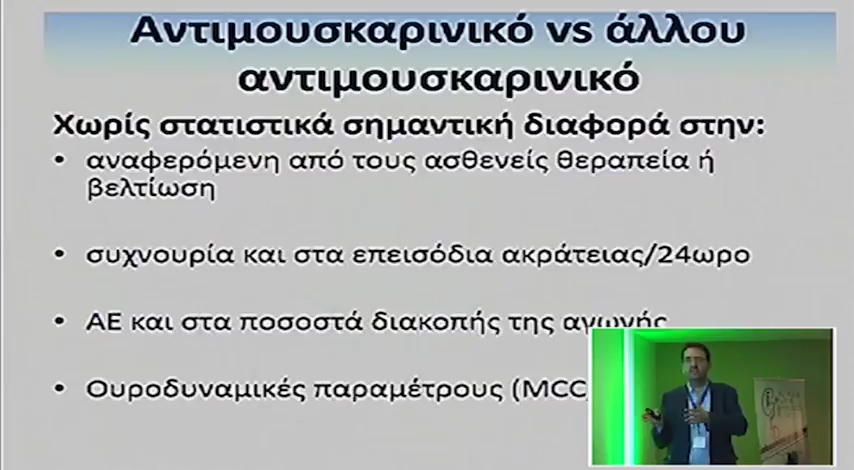 Αντιμουσκαρινικό vs άλλου
αντιμουσκαρινικό
Χωρίς στατιστικά σημαντική διαφορά στην:
• αναφερόμενη από τους ασθενείς θεραπεία ή
βελτίωση
• συχνουρία και στα επεισόδια ακράτειας/24ωρο
• ΑΕ και στα ποσοστά διακοπής της αγωγής
• Ουροδυναμικές παραμέτρους (MCC